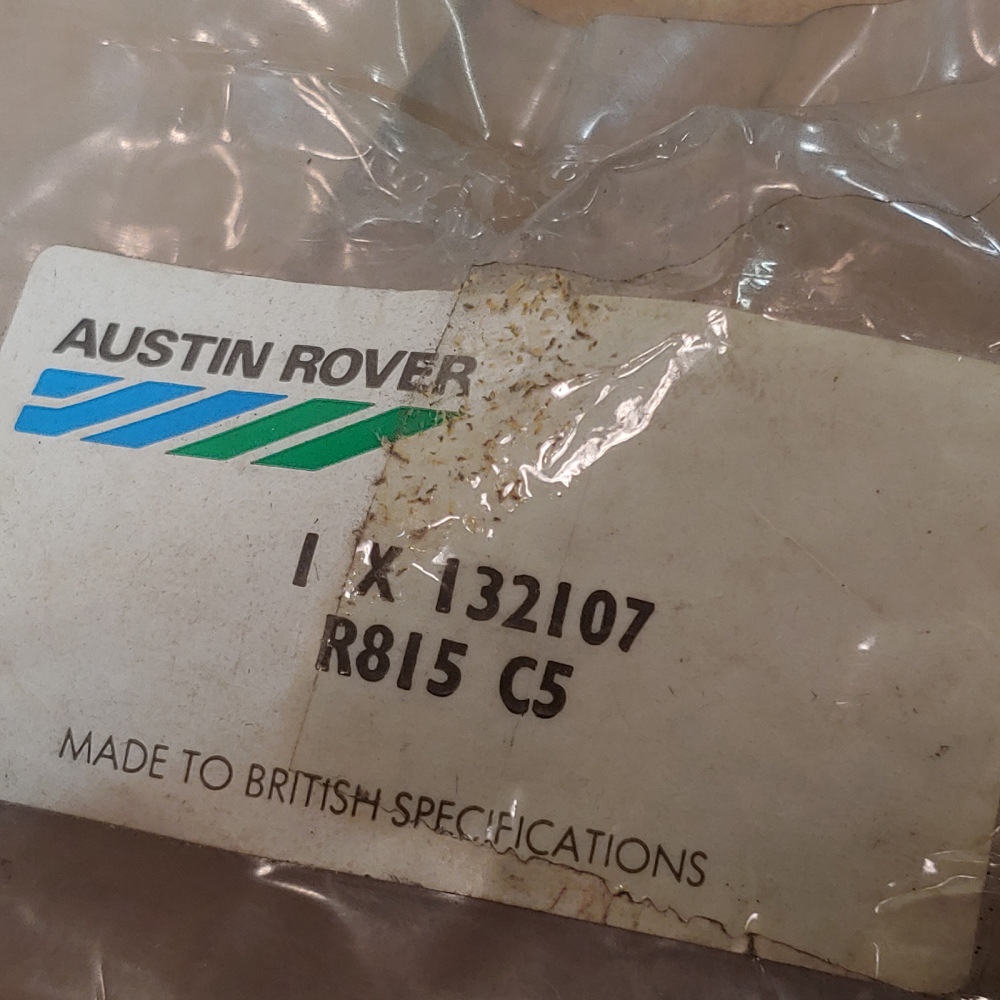 AUSTIN ROVER
1 X 132107
R815 C5
MADE TO BRITISH SPECIFICATIONS